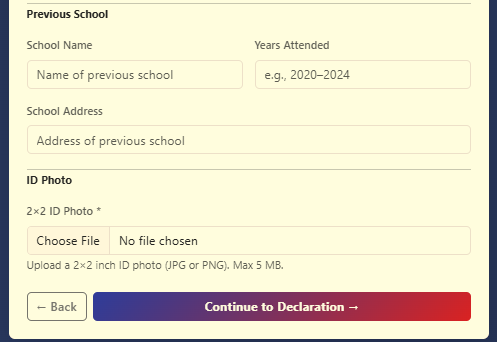 Previous School
School Name
Years Attended
Name of previous school
e.g., 2020–2024
School Address
Address of previous school
ID Photo
2×2 ID Photo *
Choose File No file chosen
Upload a 2×2 inch ID photo (JPG or PNG). Max 5 MB.
← Back
Continue to Declaration →